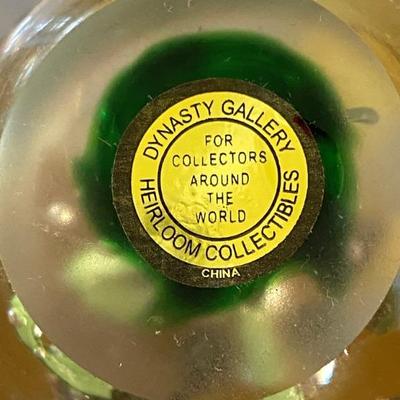 DYNASTY GALLERY
FOR
COLLECTORS
AROUND
THE
WORLD
HEIRLOOM COLLECTIBLES
CHINA